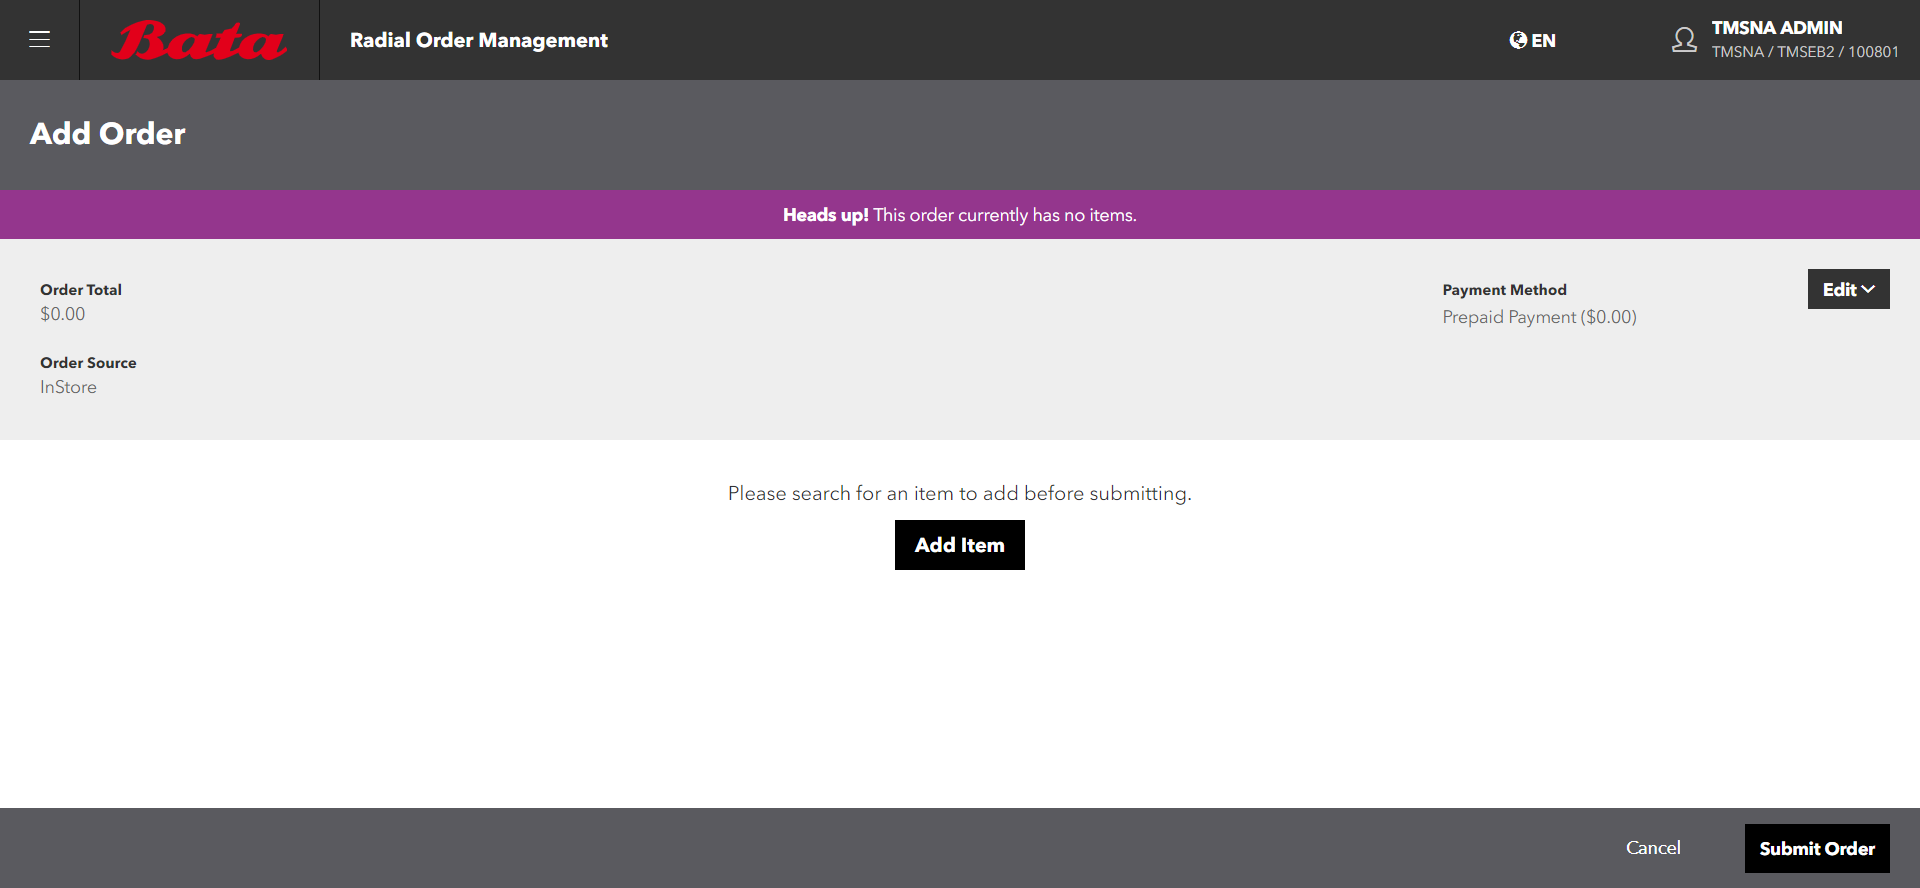 Bata
Radial Order Management
EN
TMSNA ADMIN
TMSNA / TMSEB2 / 100801
Add Order
Heads up! This order currently has no items.
Order Total
$0.00
Order Source
InStore
Payment Method
Prepaid Payment ($0.00)
Edit
Please search for an item to add before submitting.
Add Item
Cancel
Submit Order